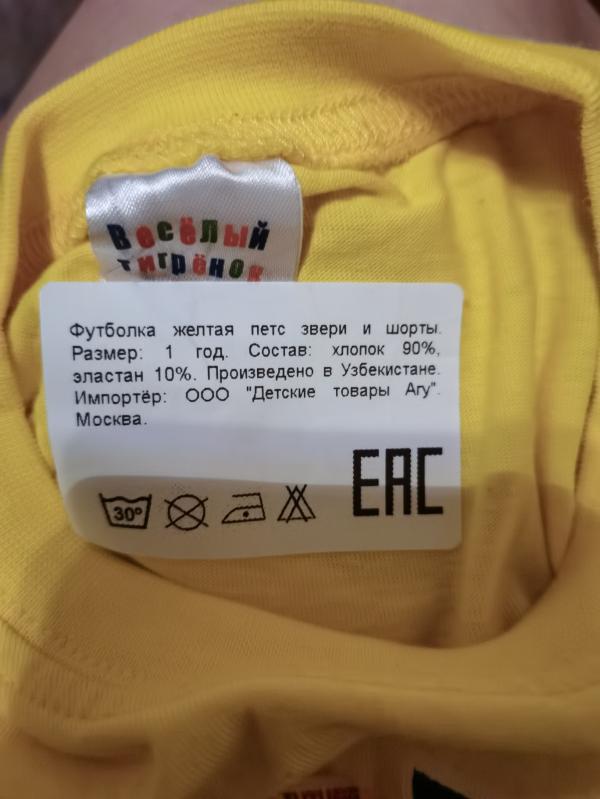 Весёлый
тигрёнок
Футболка желтая петс звери и шорты.
Размер: 1 год. Состав: хлопок 90%,
эластан 10%. Произведено в Узбекистане.
Импортёр: ООО "Детские товары Агу".
Москва.
30°
EAC